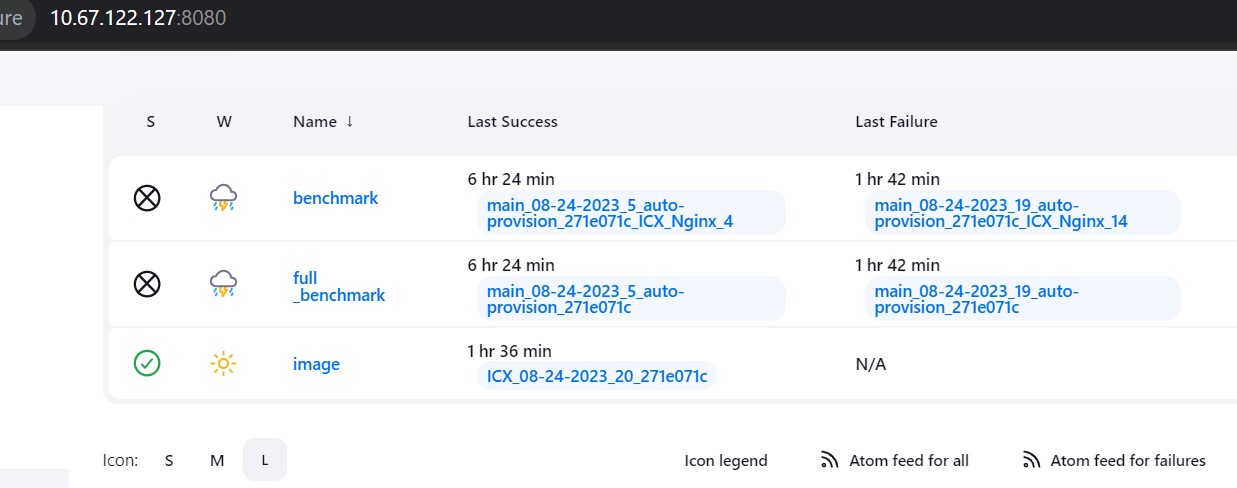 ure 10.67.122.127:8080
S W Name ↓ Last Success Last Failure
6 hr 24 min 1 hr 42 min
benchmark
main_08-24-2023_5_auto- main_08-24-2023_19_auto-
provision_271e071c_ICX_Nginx_4 provision_271e071c_ICX_Nginx_14
6 hr 24 min 1 hr 42 min
full
_benchmark
main_08-24-2023_5_auto- main_08-24-2023_19_auto-
provision_271e071c provision_271e071c
1 hr 36 min
image N/A
ICX_08-24-2023_20_271e071c
Icon: S M L Icon legend Atom feed for all Atom feed for failures